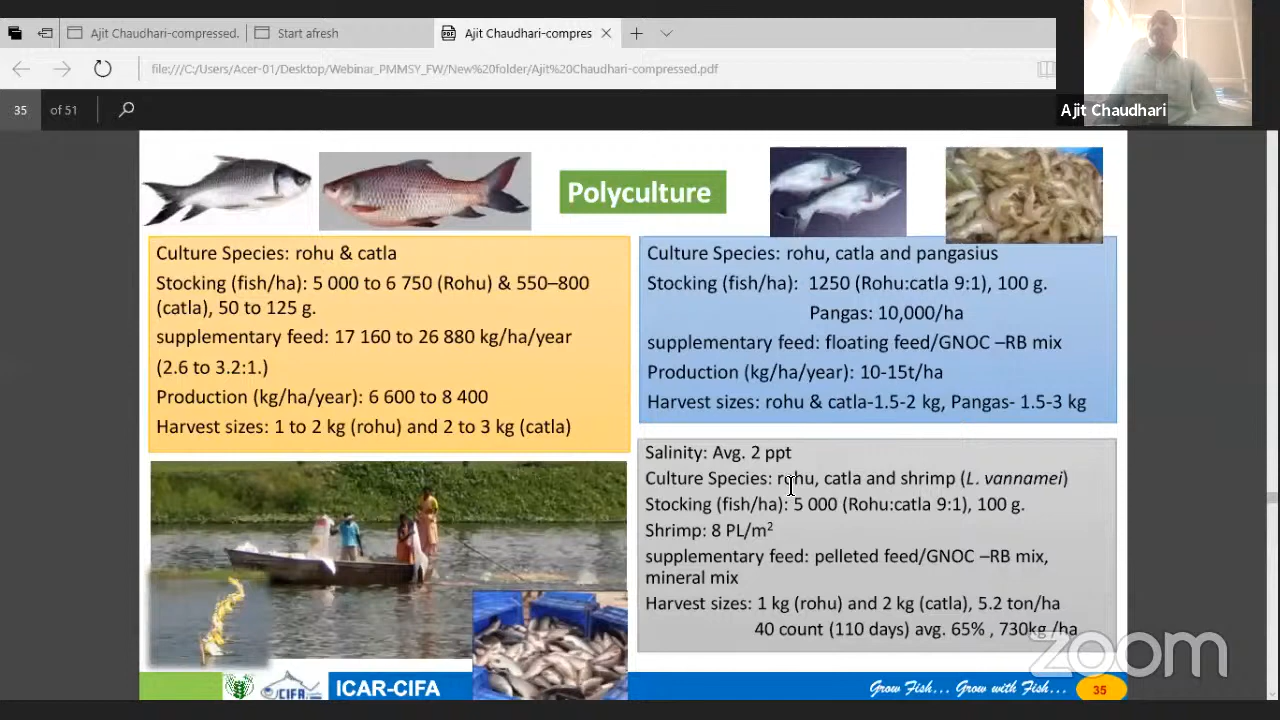 Ajit Chaudhari-compressed.
Start afresh
Ajit Chaudhari-compres
file:///C:/Users/Acer-01/Desktop/Webinar_PMMSY_FW/New%20folder/Ajit%20Chaudhari-compressed.pdf
35 of 51
Ajit Chaudhari
Polyculture
Culture Species: rohu & catla
Stocking (fish/ha): 5 000 to 6 750 (Rohu) & 550–800
(catla), 50 to 125 g.
supplementary feed: 17 160 to 26 880 kg/ha/year
(2.6 to 3.2:1.)
Production (kg/ha/year): 6 600 to 8 400
Harvest sizes: 1 to 2 kg (rohu) and 2 to 3 kg (catla)
Culture Species: rohu, catla and pangasius
Stocking (fish/ha): 1250 (Rohu:catla 9:1), 100 g.
Pangas: 10,000/ha
supplementary feed: floating feed/GNOC –RB mix
Production (kg/ha/year): 10-15t/ha
Harvest sizes: rohu & catla-1.5-2 kg, Pangas- 1.5-3 kg
Salinity: Avg. 2 ppt
Culture Species: rohu, catla and shrimp (L. vannamei)
Stocking (fish/ha): 5 000 (Rohu:catla 9:1), 100 g.
Shrimp: 8 PL/m²
supplementary feed: pelleted feed/GNOC –RB mix,
mineral mix
Harvest sizes: 1 kg (rohu) and 2 kg (catla), 5.2 ton/ha
40 count (110 days) avg. 65% , 730kg /ha
zoom
CIFA
ICAR-CIFA
Grow Fish... Grow with Fish...
35